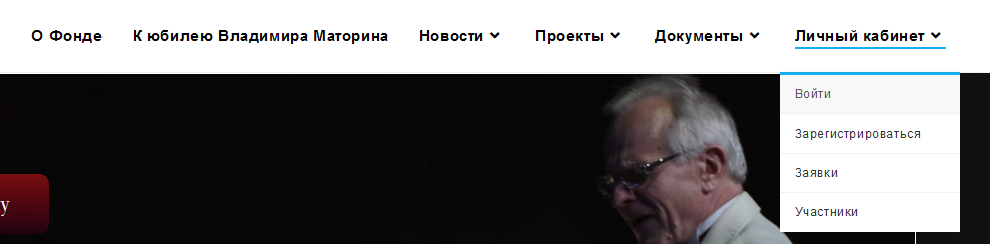 О Фонде К юбилею Владимира Маторина Новости Проекты Документы Личный кабинет
Войти
Зарегистрироваться
Заявки
Участники
у